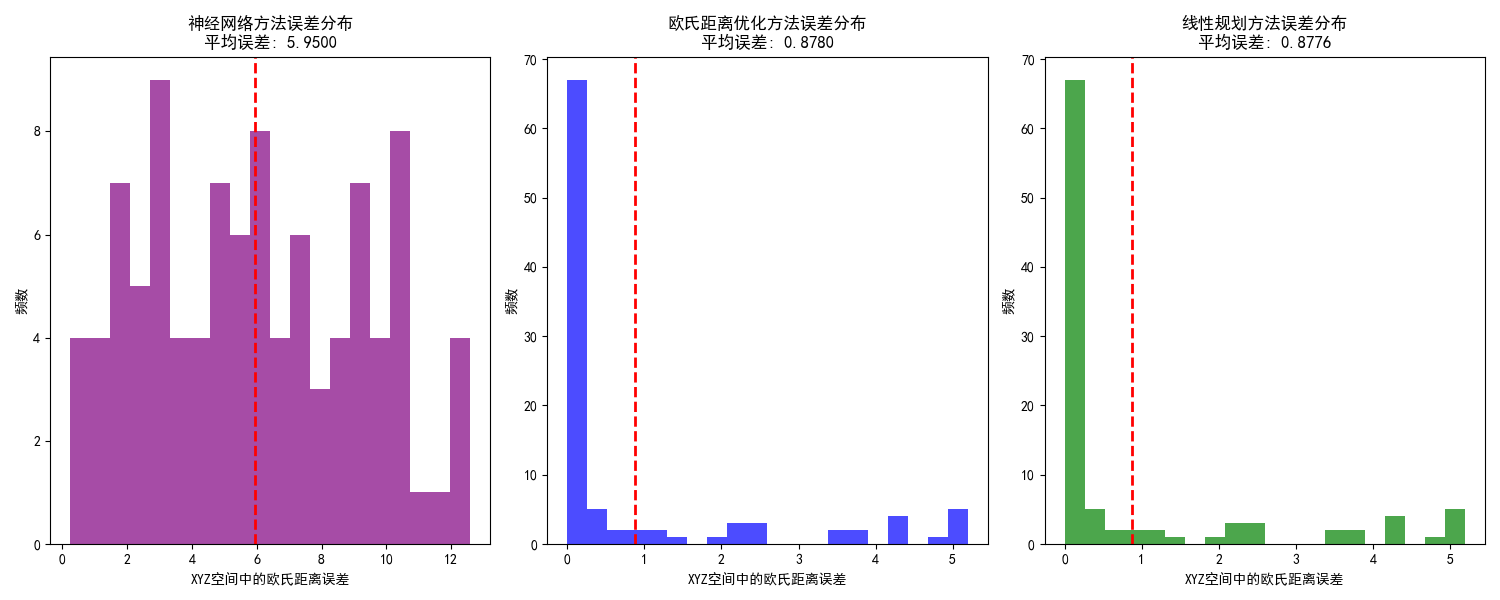 神经网络方法误差分布
平均误差: 5.9500
频数
8
6
4
2
0
0 2 4 6 8 10 12
XYZ空间中的欧氏距离误差
欧氏距离优化方法误差分布
平均误差: 0.8780
频数
70
60
50
40
30
20
10
0
0 1 2 3 4 5
XYZ空间中的欧氏距离误差
线性规划方法误差分布
平均误差: 0.8776
频数
70
60
50
40
30
20
10
0
0 1 2 3 4 5
XYZ空间中的欧氏距离误差